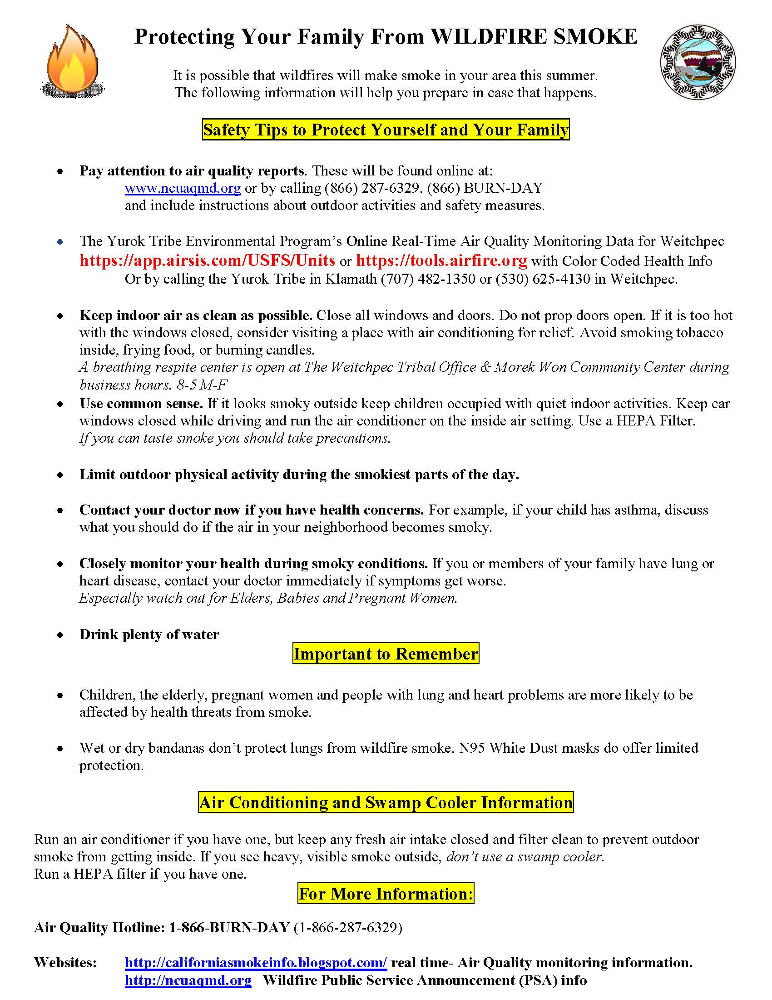 Protecting Your Family From WILDFIRE SMOKE
It is possible that wildfires will make smoke in your area this summer.
The following information will help you prepare in case that happens.
Safety Tips to Protect Yourself and Your Family
• Pay attention to air quality reports. These will be found online at:
www.ncuaqmd.org or by calling (866) 287-6329. (866) BURN-DAY
and include instructions about outdoor activities and safety measures.
• The Yurok Tribe Environmental Program’s Online Real-Time Air Quality Monitoring Data for Weitchpec
https://app.airsis.com/USFS/Units or https://tools.airfire.org with Color Coded Health Info
Or by calling the Yurok Tribe in Klamath (707) 482-1350 or (530) 625-4130 in Weitchpec.
• Keep indoor air as clean as possible. Close all windows and doors. Do not prop doors open. If it is too hot
with the windows closed, consider visiting a place with air conditioning for relief. Avoid smoking tobacco
inside, frying food, or burning candles.
A breathing respite center is open at The Weitchpec Tribal Office & Morek Won Community Center during
business hours. 8-5 M-F
• Use common sense. If it looks smoky outside keep children occupied with quiet indoor activities. Keep car
windows closed while driving and run the air conditioner on the inside air setting. Use a HEPA Filter.
If you can taste smoke you should take precautions.
• Limit outdoor physical activity during the smokiest parts of the day.
• Contact your doctor now if you have health concerns. For example, if your child has asthma, discuss
what you should do if the air in your neighborhood becomes smoky.
• Closely monitor your health during smoky conditions. If you or members of your family have lung or
heart disease, contact your doctor immediately if symptoms get worse.
Especially watch out for Elders, Babies and Pregnant Women.
• Drink plenty of water
Important to Remember
• Children, the elderly, pregnant women and people with lung and heart problems are more likely to be
affected by health threats from smoke.
• Wet or dry bandanas don’t protect lungs from wildfire smoke. N95 White Dust masks do offer limited
protection.
Air Conditioning and Swamp Cooler Information
Run an air conditioner if you have one, but keep any fresh air intake closed and filter clean to prevent outdoor
smoke from getting inside. If you see heavy, visible smoke outside, don’t use a swamp cooler.
Run a HEPA filter if you have one.
For More Information:
Air Quality Hotline: 1-866-BURN-DAY (1-866-287-6329)
Websites: http://californiasmokeinfo.blogspot.com/ real time- Air Quality monitoring information.
http://ncuaqmd.org Wildfire Public Service Announcement (PSA) info